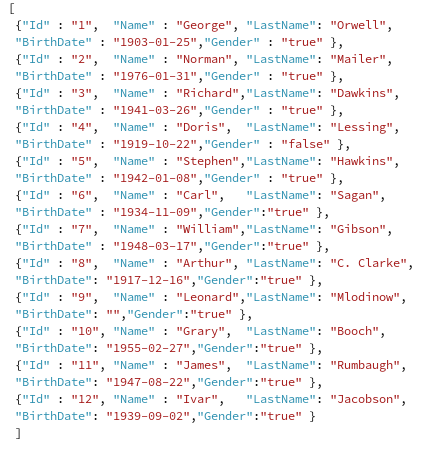 [
{"Id" : "1", "Name" : "George", "LastName": "Orwell",
"BirthDate" : "1903-01-25","Gender" : "true" },
{"Id" : "2", "Name" : "Norman", "LastName": "Mailer",
"BirthDate" : "1976-01-31","Gender" : "true" },
{"Id" : "3", "Name" : "Richard","LastName": "Dawkins",
"BirthDate" : "1941-03-26","Gender" : "true" },
{"Id" : "4", "Name" : "Doris", "LastName": "Lessing",
"BirthDate" : "1919-10-22","Gender" : "false" },
{"Id" : "5", "Name" : "Stephen","LastName": "Hawkins",
"BirthDate" : "1942-01-08","Gender" : "true" },
{"Id" : "6", "Name" : "Carl", "LastName": "Sagan",
"BirthDate" : "1934-11-09","Gender":"true" },
{"Id" : "7", "Name" : "William","LastName": "Gibson",
"BirthDate" : "1948-03-17","Gender":"true" },
{"Id" : "8", "Name" : "Arthur", "LastName": "C. Clarke",
"BirthDate": "1917-12-16","Gender":"true" },
{"Id" : "9", "Name" : "Leonard","LastName": "Mlodinow",
"BirthDate": "","Gender":"true" },
{"Id" : "10", "Name" : "Grary", "LastName": "Booch",
"BirthDate": "1955-02-27","Gender":"true" },
{"Id" : "11", "Name" : "James", "LastName": "Rumbaugh",
"BirthDate": "1947-08-22","Gender":"true" },
{"Id" : "12", "Name" : "Ivar", "LastName": "Jacobson",
"BirthDate": "1939-09-02","Gender":"true" }
]